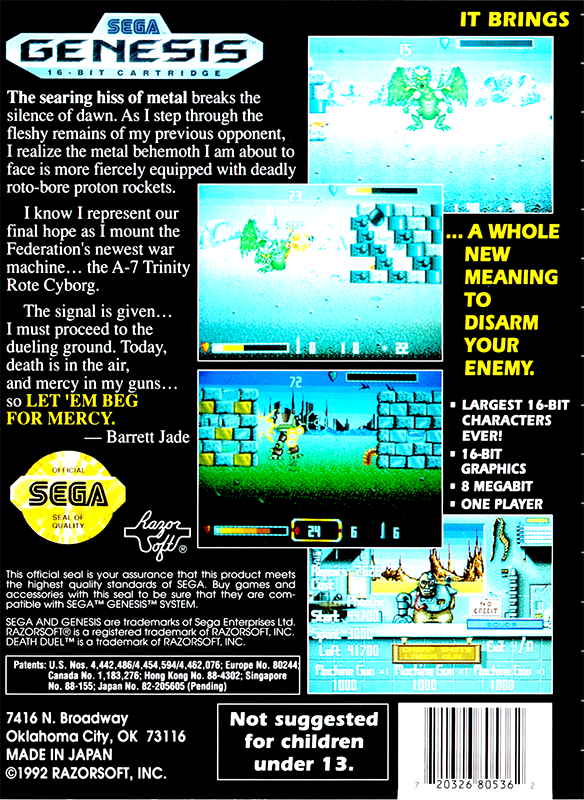 IT BRINGS
SEGA
GENESIS
16-BIT CARTRIDGE
The searing hiss of metal breaks the
silence of dawn. As I step through the
fleshy remains of my previous opponent,
I realize the metal behemoth I am about to
face is more fiercely equipped with deadly
roto-bore proton rockets.
I know I represent our
final hope as I mount the
Federation's newest war
machine… the A-7 Trinity
Rote Cyborg.
The signal is given…
I must proceed to the
dueling ground. Today,
death is in the air,
and mercy in my guns…
so LET 'EM BEG
FOR MERCY.
— Barrett Jade
15
23
22
72
24 6 6
... A WHOLE
NEW
MEANING
TO
DISARM
YOUR
ENEMY.
▪ LARGEST 16-BIT
CHARACTERS
EVER!
▪ 16-BIT
GRAPHICS
▪ 8 MEGABIT
▪ ONE PLAYER
OFFICIAL
SEGA
SEAL OF
QUALITY
Razor
Soft®
NO
CREDIT
Left 41700
Machine Gun ×1 Machine Gun ×1 Machine Gun ×1
1000 1000 1000
This official seal is your assurance that this product meets
the highest quality standards of SEGA. Buy games and
accessories with this seal to be sure that they are com-
patible with SEGA™ GENESIS™ SYSTEM.
SEGA AND GENESIS are trademarks of Sega Enterprises Ltd.
RAZORSOFT® is a registered trademark of RAZORSOFT, INC.
DEATH DUEL™ is a trademark of RAZORSOFT, INC.
Patents: U.S. Nos. 4,442,486/4,454,594/4,462,076; Europe No. 80244;
Canada No. 1,183,276; Hong Kong No. 88-4302; Singapore
No. 88-155; Japan No. 82-205605 (Pending)
7416 N. Broadway
Oklahoma City, OK 73116
MADE IN JAPAN
©1992 RAZORSOFT, INC.
Not suggested
for children
under 13.
7 20326 80536 2